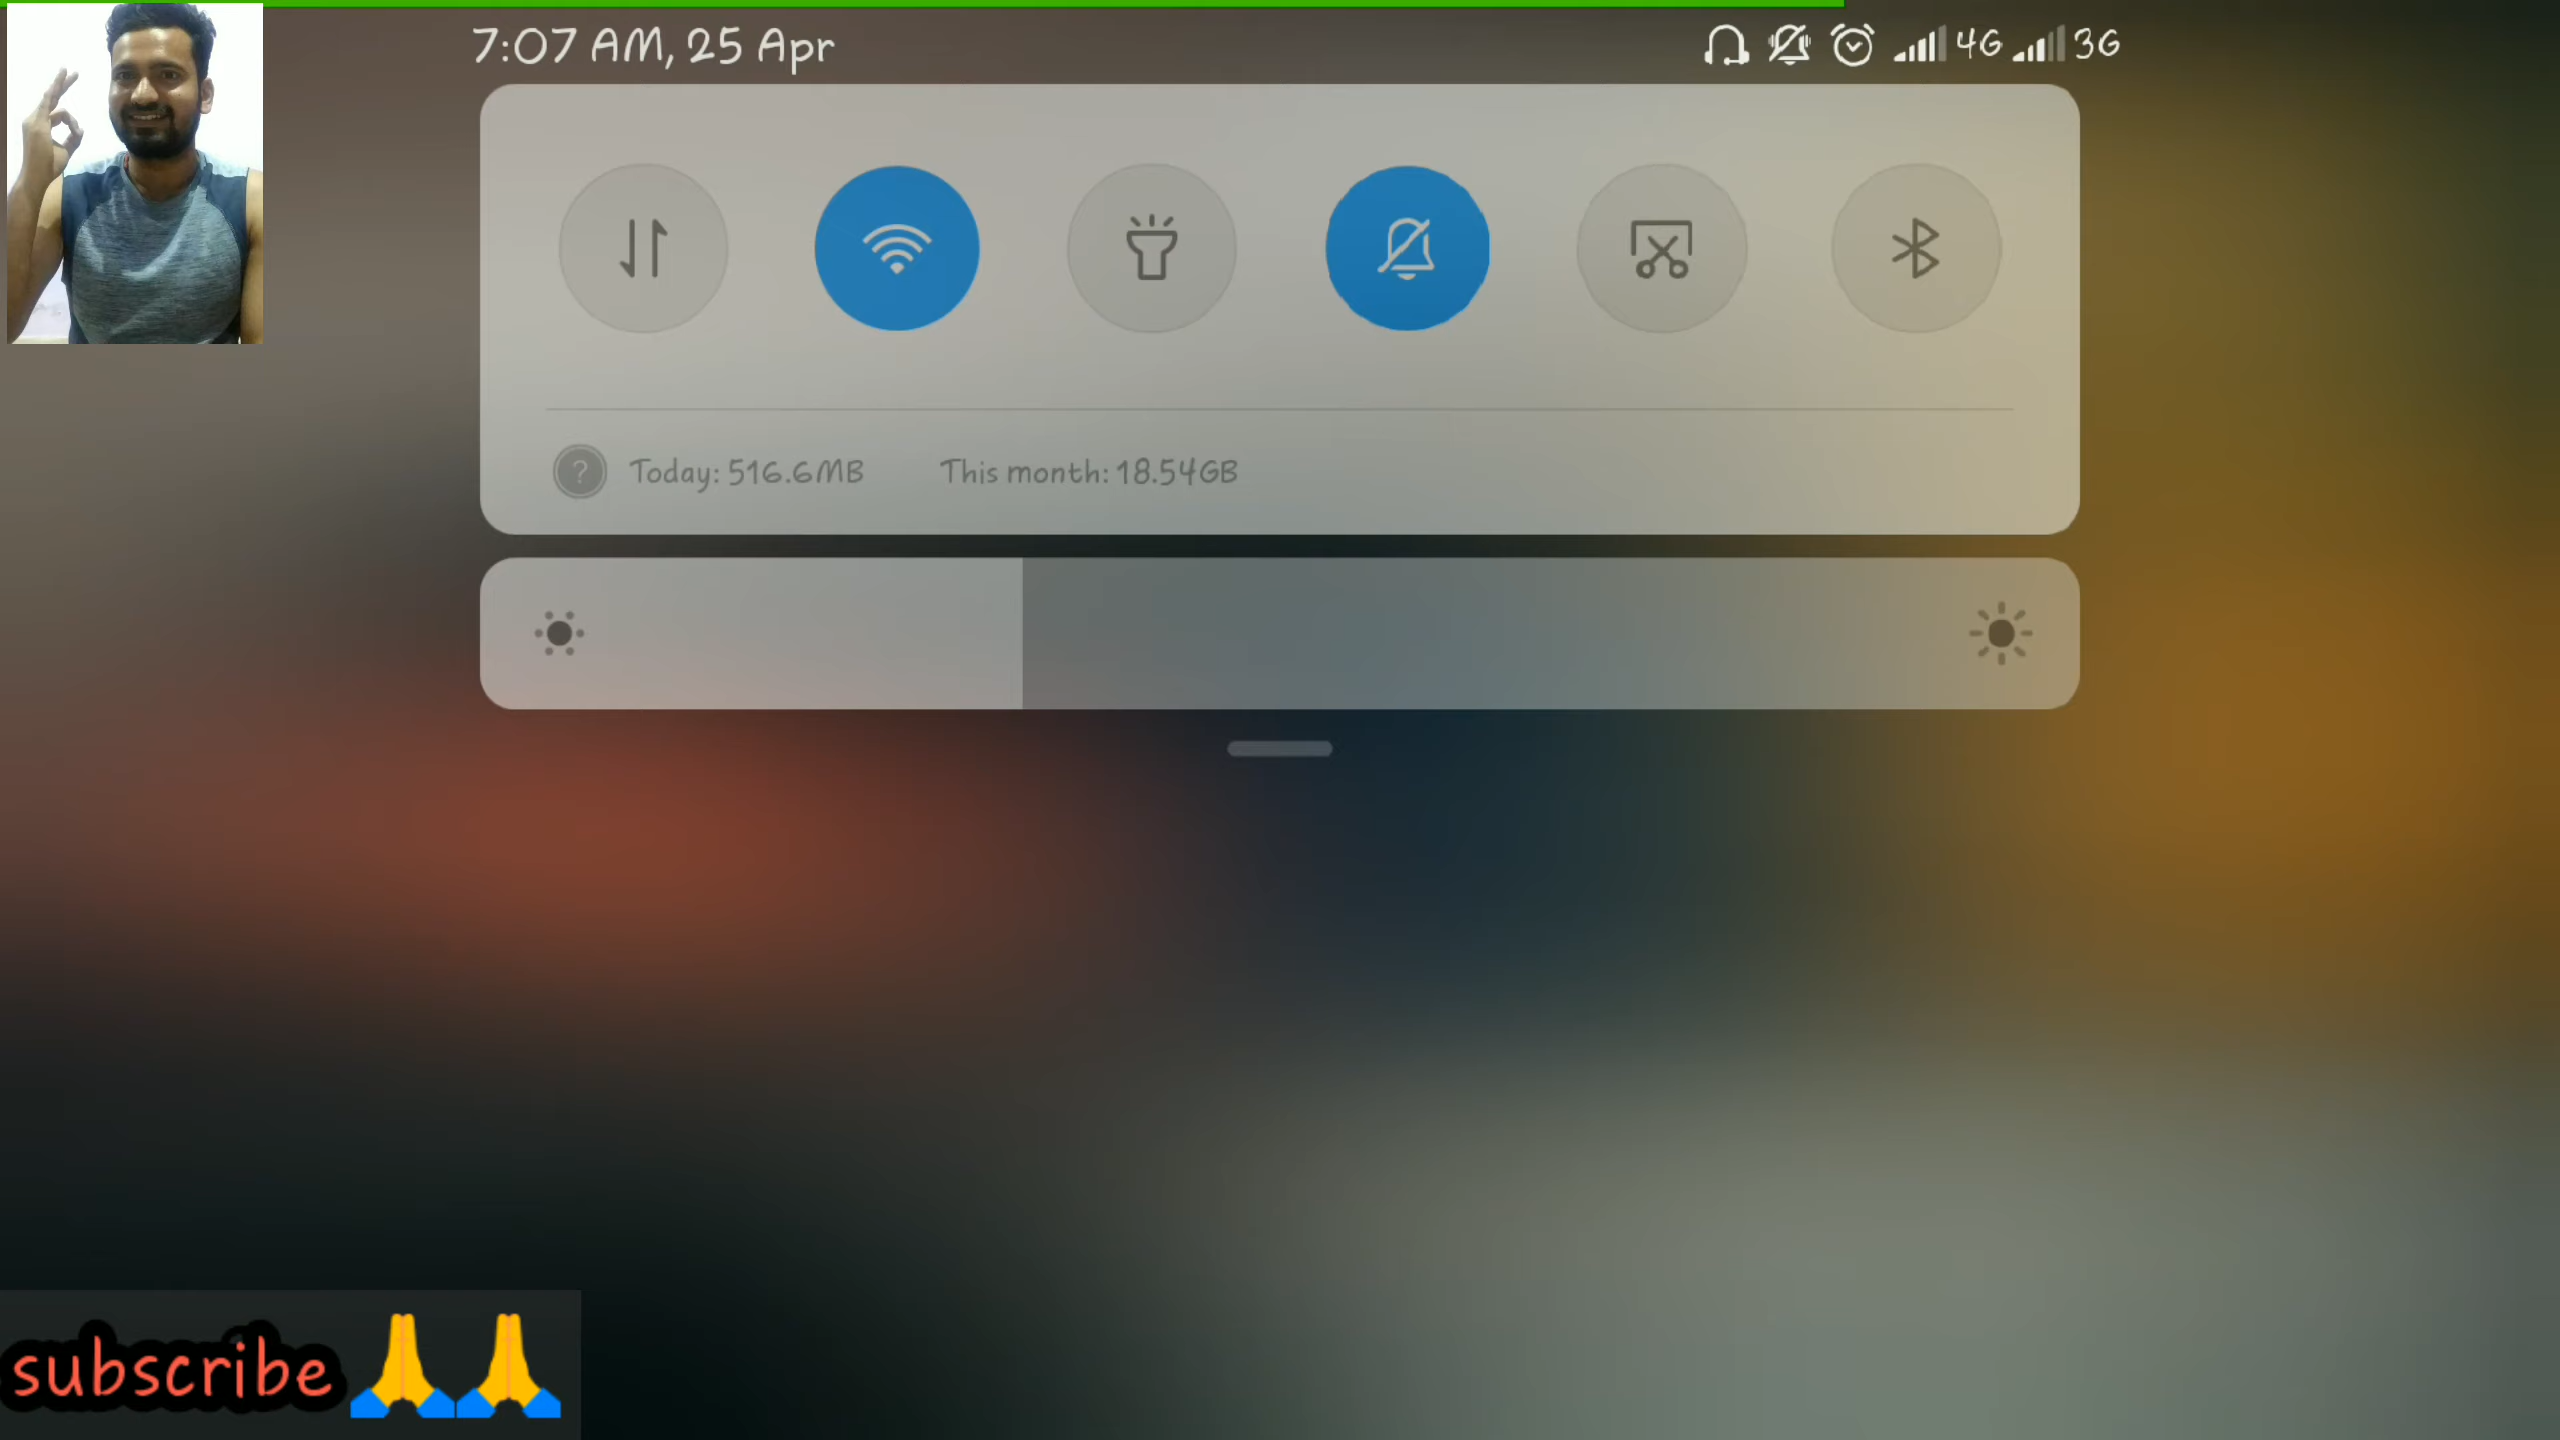 7:07 AM, 25 Apr 4G 3G
? Today: 516.6MB This month: 18.54GB
subscribe🙏🙏